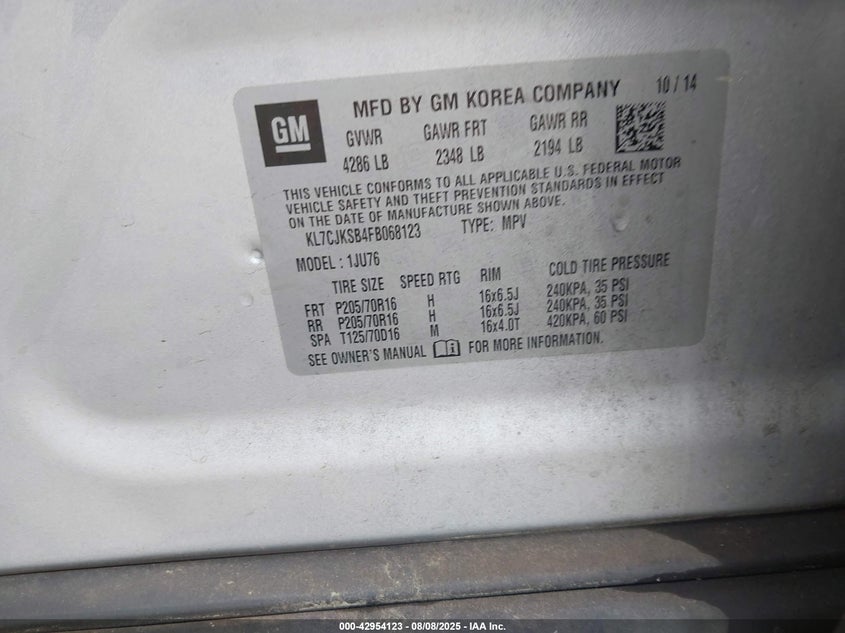 GM
MFD BY GM KOREA COMPANY 10 / 14
GVWR GAWR FRT GAWR RR
4286 LB 2348 LB 2194 LB
THIS VEHICLE CONFORMS TO ALL APPLICABLE U.S. FEDERAL MOTOR
VEHICLE SAFETY AND THEFT PREVENTION STANDARDS IN EFFECT
ON THE DATE OF MANUFACTURE SHOWN ABOVE.
KL7CJKSB4FB068123 TYPE: MPV
MODEL : 1JU76
TIRE SIZE SPEED RTG RIM COLD TIRE PRESSURE
FRT P205/70R16 H 16x6.5J 240KPA, 35 PSI
RR P205/70R16 H 16x6.5J 240KPA, 35 PSI
SPA T125/70D16 M 16x4.0T 420KPA, 60 PSI
SEE OWNER'S MANUAL FOR MORE INFORMATION.
000-42954123 - 08/08/2025 - IAA Inc.